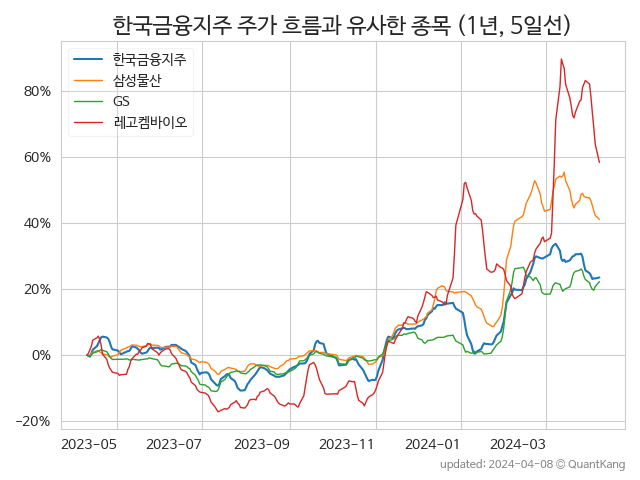 한국금융지주 주가 흐름과 유사한 종목 (1년, 5일선)
한국금융지주
삼성물산
GS
레고켐바이오
80%
60%
40%
20%
0%
−20%
2023-05 2023-07 2023-09 2023-11 2024-01 2024-03
updated: 2024-04-08 © QuantKang